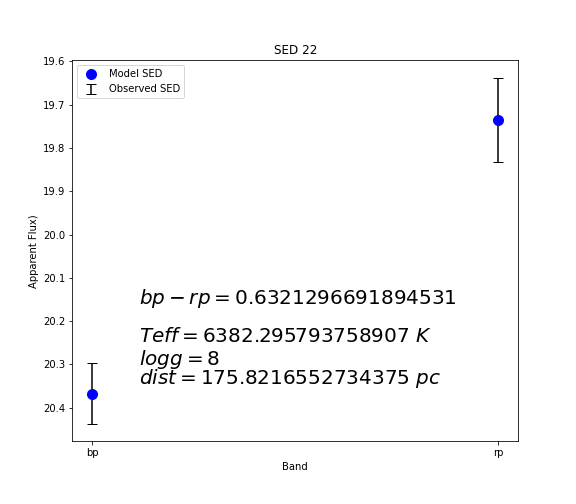 SED 22
19.6
19.7
19.8
19.9
20.0
20.1
20.2
20.3
20.4
Apparent Flux)
Model SED
Observed SED
bp − rp = 0.6321296691894531
Teff = 6382.295793758907 K
logg = 8
dist = 175.8216552734375 pc
bp
rp
Band